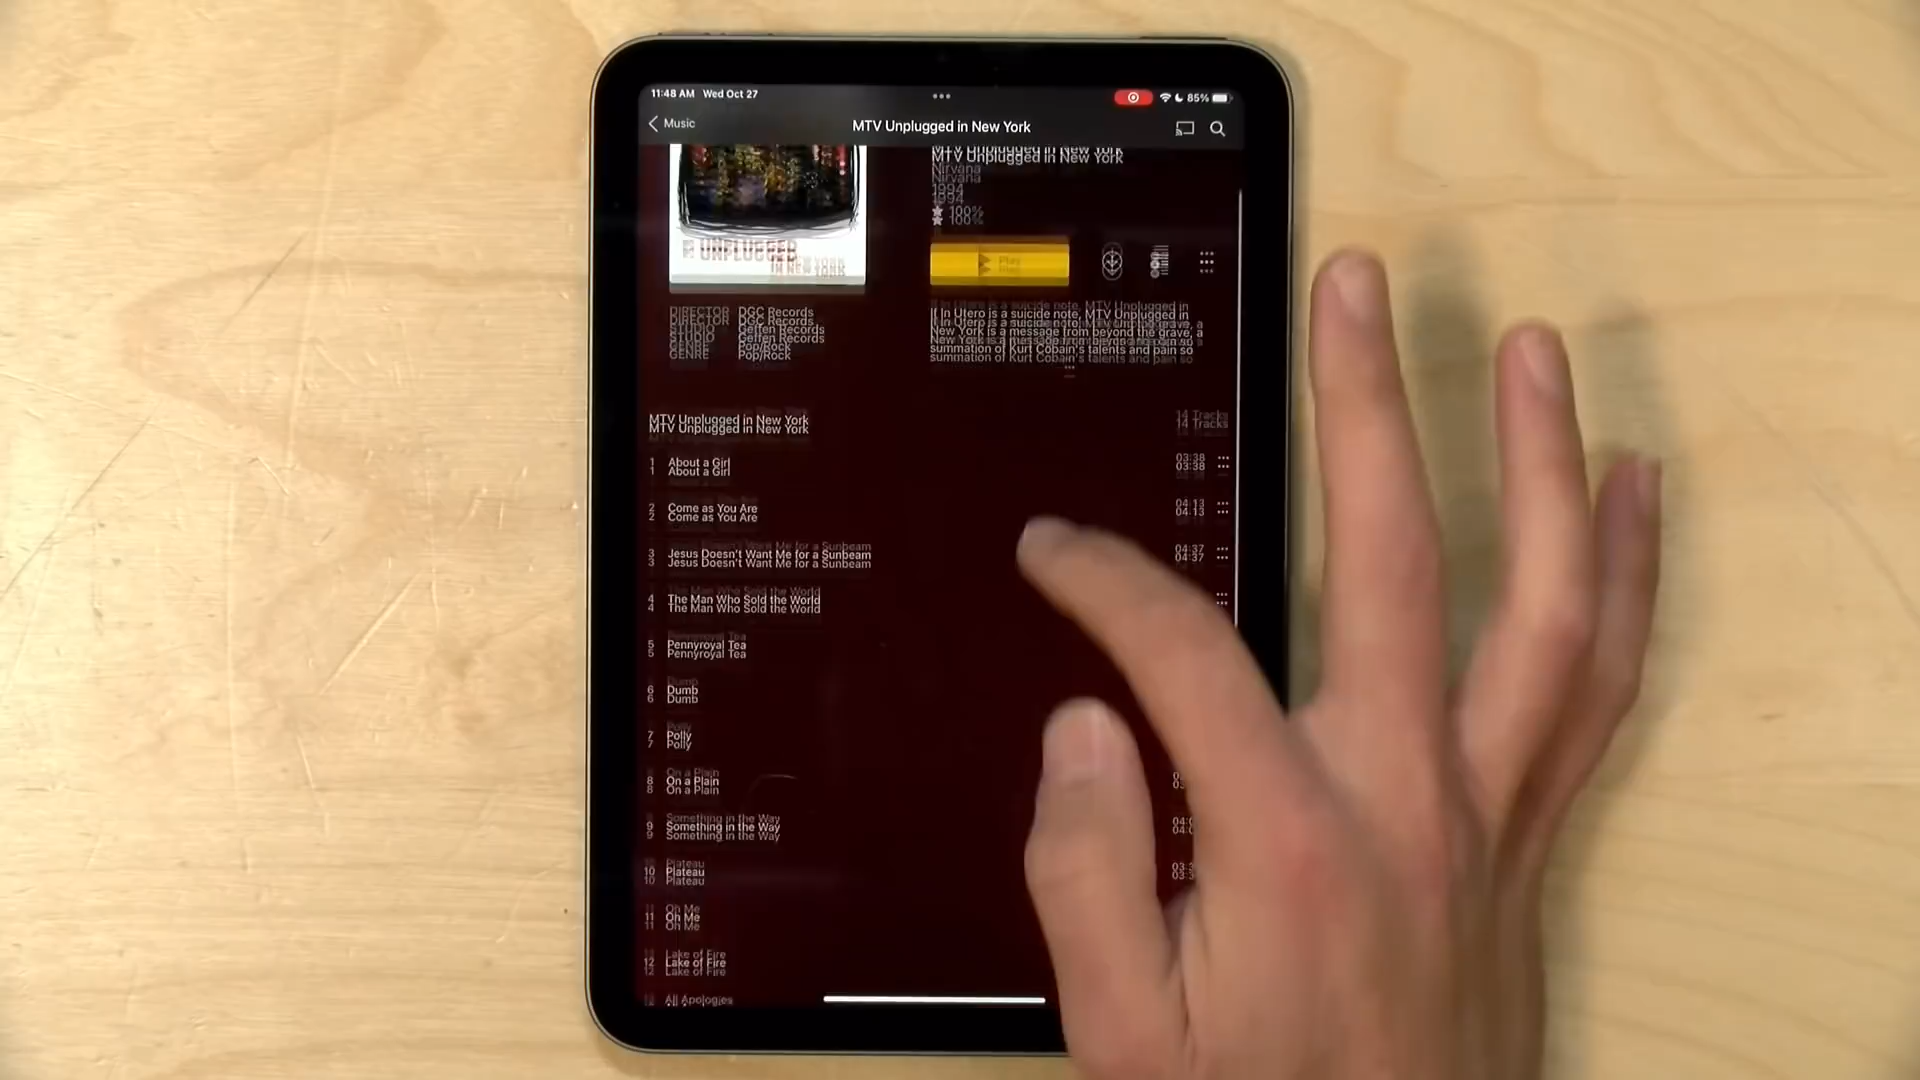 11:48 AM Wed Oct 27
85%
Music
MTV Unplugged in New York
UNPLUGGED
IN NEW YORK
MTV Unplugged in New York
Nirvana
1994
100%
Play
DIRECTOR DGC Records
STUDIO Geffen Records
GENRE Pop/Rock
If In Utero is a suicide note, MTV Unplugged in
New York is a message from beyond the grave, a
summation of Kurt Cobain's talents and pain so
...
MTV Unplugged in New York 14 Tracks
1 About a Girl 03:38
2 Come as You Are 04:13
3 Jesus Doesn't Want Me for a Sunbeam 04:37
4 The Man Who Sold the World
5 Pennyroyal Tea
6 Dumb
7 Polly
8 On a Plain
9 Something in the Way
10 Plateau
11 Oh Me
12 Lake of Fire
All Apologies